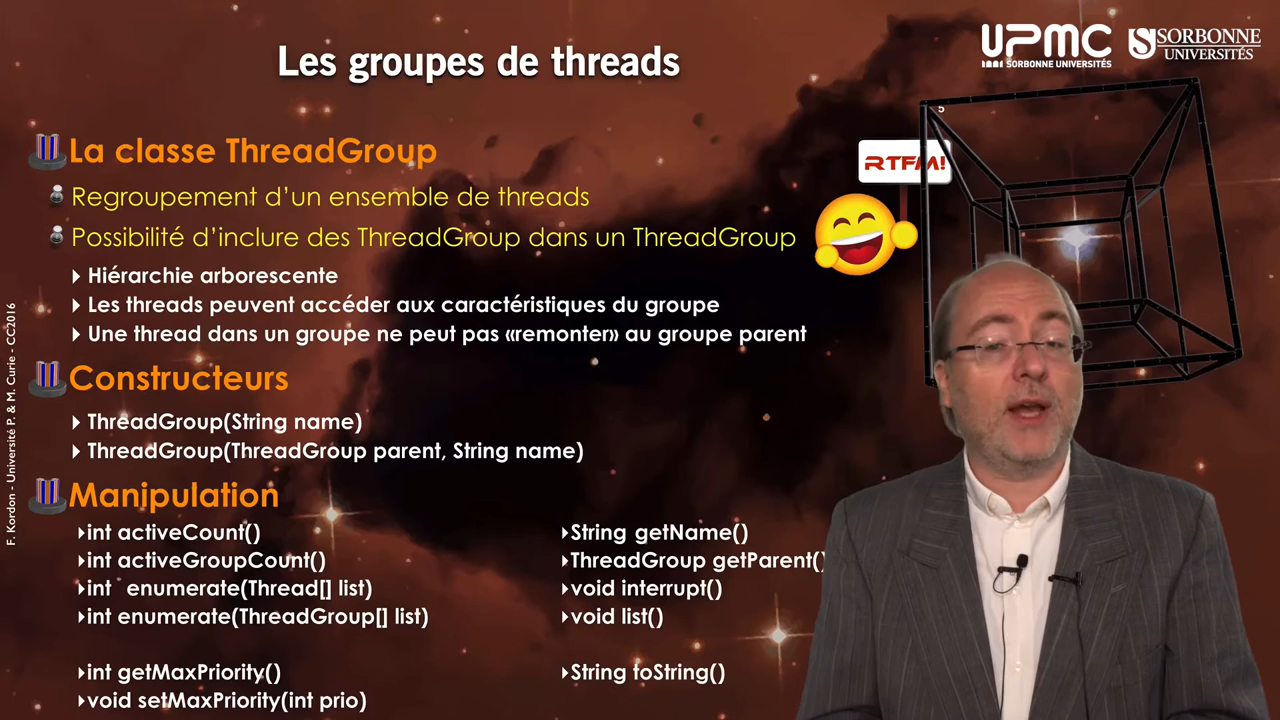 Les groupes de threads
UPMC
SORBONNE UNIVERSITÉS
SORBONNE
UNIVERSITÉS
5
RTFM!
La classe ThreadGroup
Regroupement d’un ensemble de threads
Possibilité d’inclure des ThreadGroup dans un ThreadGroup
Hiérarchie arborescente
Les threads peuvent accéder aux caractéristiques du groupe
Une thread dans un groupe ne peut pas «remonter» au groupe parent
Constructeurs
ThreadGroup(String name)
ThreadGroup(ThreadGroup parent, String name)
Manipulation
int activeCount()
int activeGroupCount()
int enumerate(Thread[] list)
int enumerate(ThreadGroup[] list)
int getMaxPriority()
void setMaxPriority(int prio)
String getName()
ThreadGroup getParent()
void interrupt()
void list()
String toString()
F. Kordon - Université P. & M. Curie - CC2016